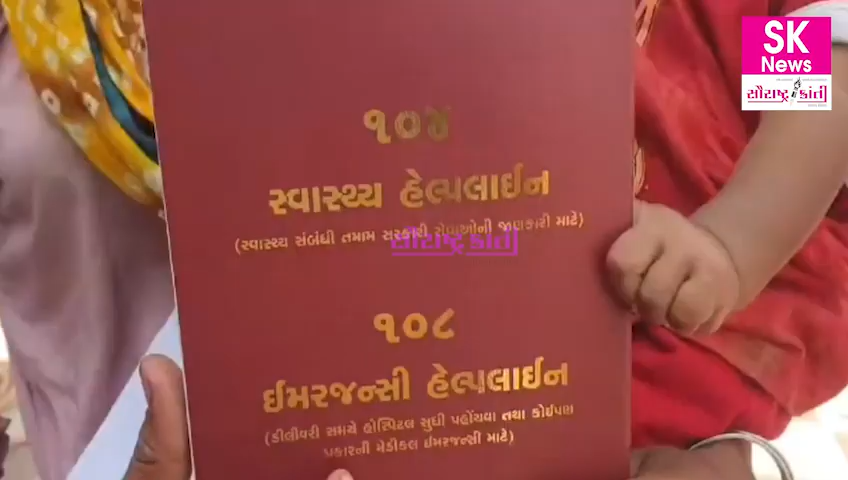 SK
News
સૌરાષ્ટ્ર ક્રાંતી
૧૦૪
સ્વાસ્થ્ય હેલ્પલાઈન
(સ્વાસ્થ્ય સંબંધી તમામ સરકારી સેવાઓની જાણકારી માટે)
સૌરાષ્ટ્ર ક્રાંતી
૧૦૮
ઈમરજન્સી હેલ્પલાઈન
(ડીલીવરી સમયે હોસ્પિટલ સુધી પહોંચવા તથા કોઈપણ
પ્રકારની મેડીકલ ઈમરજન્સી માટે)